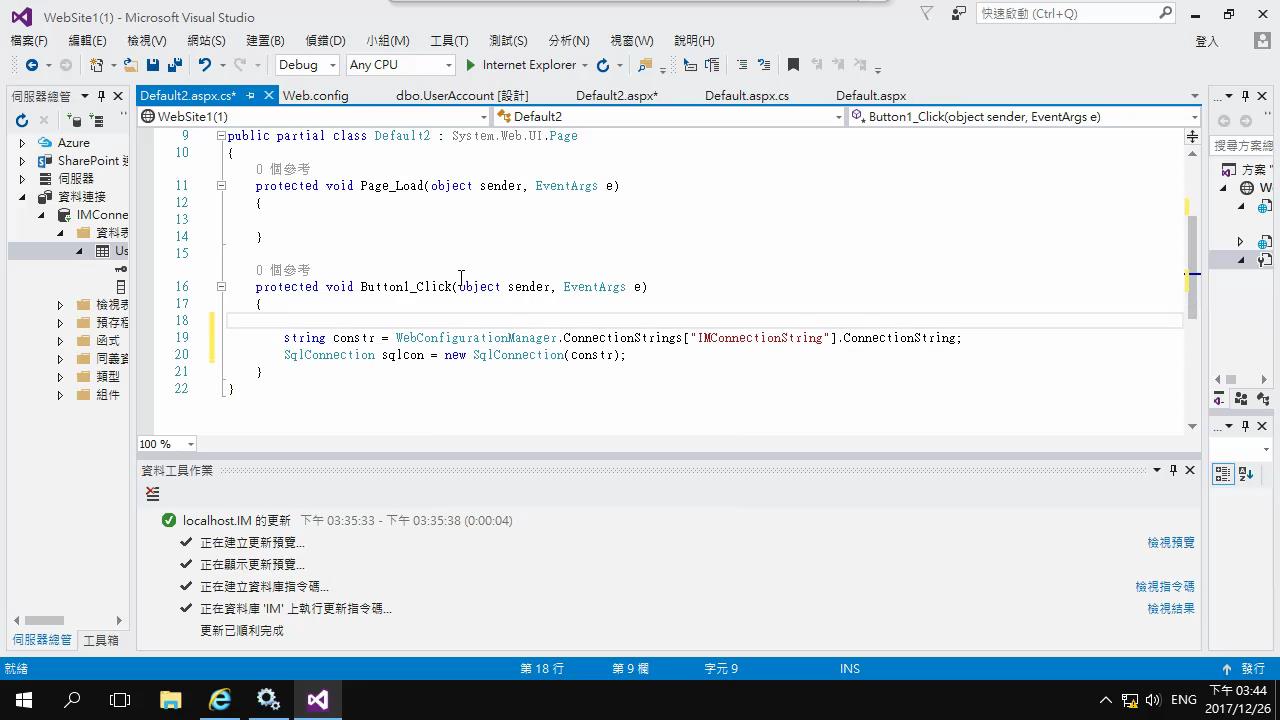 WebSite1(1) - Microsoft Visual Studio
快速啟動 (Ctrl+Q)
檔案(F) 編輯(E) 檢視(V) 網站(S) 建置(B) 偵錯(D) 小組(M) 工具(T) 測試(S) 分析(N) 視窗(W) 說明(H) 登入
Debug Any CPU Internet Explorer
伺服器總管 Default2.aspx.cs* Web.config dbo.UserAccount [設計] Default2.aspx* Default.aspx.cs Default.aspx ...
WebSite1(1) Default2 Button1_Click(object sender, EventArgs e)
Azure
SharePoint
伺服器
資料連接
IMConne
資料表
Us
檢視表
預存程
函式
同義資
類型
組件
伺服器總管 工具箱
9 public partial class Default2 : System.Web.UI.Page
10 {
0 個參考
11 protected void Page_Load(object sender, EventArgs e)
12 {
13
14 }
15
0 個參考
16 protected void Button1_Click(object sender, EventArgs e)
17 {
18
19 string constr = WebConfigurationManager.ConnectionStrings["IMConnectionString"].ConnectionString;
20 SqlConnection sqlcon = new SqlConnection(constr);
21 }
22 }
100 %
搜尋方案總
方案 "
W
...
資料工具作業
localhost.IM 的更新 下午 03:35:33 - 下午 03:35:38 (0:00:04)
正在建立更新預覽... 檢視預覽
正在顯示更新預覽...
正在建立資料庫指令碼... 檢視指令碼
正在資料庫 'IM' 上執行更新指令碼... 檢視結果
更新已順利完成
就緒 第 18 行 第 9 欄 字元 9 INS 發行
ENG 下午 03:44
2017/12/26